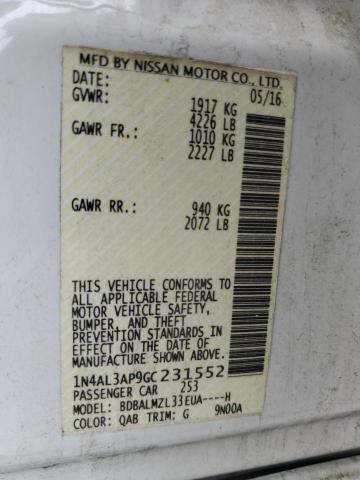 MFD BY NISSAN MOTOR CO., LTD.
DATE: 05/16
GVWR: 1917 KG
4226 LB
GAWR FR.: 1010 KG
2227 LB
GAWR RR.: 940 KG
2072 LB
THIS VEHICLE CONFORMS TO
ALL APPLICABLE FEDERAL
MOTOR VEHICLE SAFETY,
BUMPER, AND THEFT
PREVENTION STANDARDS
IN EFFECT ON THE DATE OF
MANUFACTURE SHOWN ABOVE.
1N4AL3AP9GC231552
PASSENGER CAR 253
MODEL: BDBALMZL33EUA----H
COLOR: QAB TRIM: G 9N00A